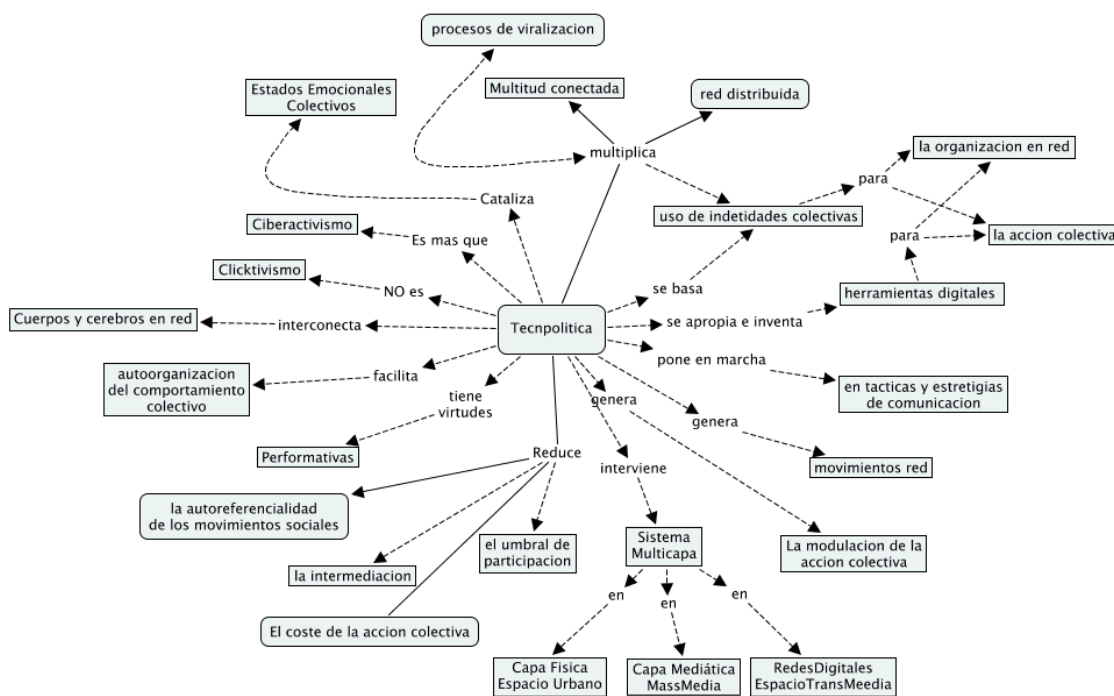 procesos de viralizacion
Estados Emocionales
Colectivos
Multitud conectada
red distribuida
multiplica
la organizacion en red
para
Cataliza
uso de indetidades colectivas
Ciberactivismo
Es mas que
para
la accion colectiva
Clicktivismo
NO es
se basa
herramientas digitales
Cuerpos y cerebros en red
interconecta
Tecnpolitica
se apropia e inventa
pone en marcha
autoorganizacion
del comportamiento
colectivo
facilita
tiene
virtudes
genera
en tacticas y estretigias
de comunicacion
genera
Performativas
Reduce
interviene
movimientos red
la autoreferencialidad
de los movimientos sociales
el umbral de
participacion
Sistema
Multicapa
La modulacion de la
accion colectiva
la intermediacion
en
en
en
El coste de la accion colectiva
Capa Fisica
Espacio Urbano
Capa Mediática
MassMedia
RedesDigitales
EspacioTransMeedia